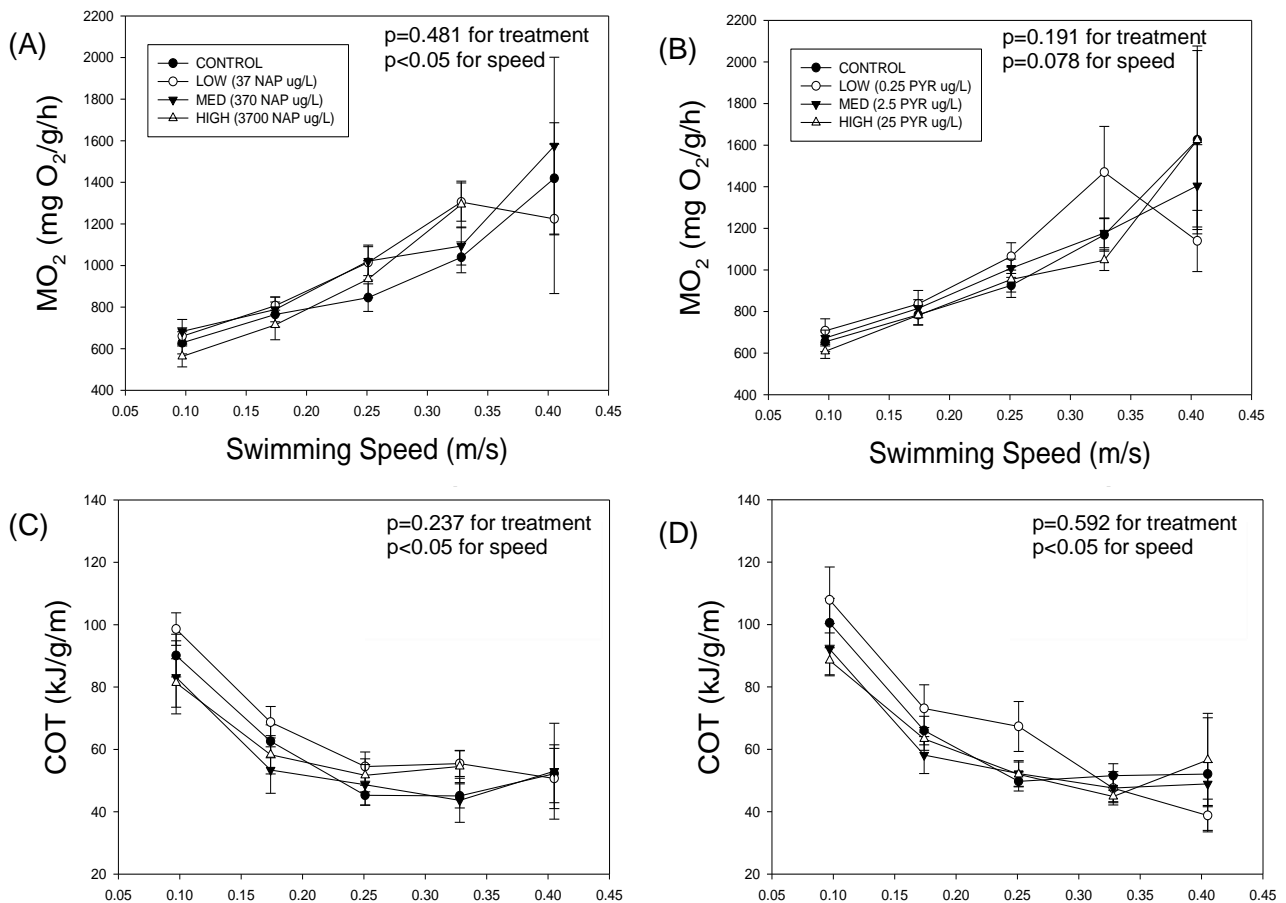 (A)
p=0.481 for treatment
p<0.05 for speed
CONTROL
LOW (37 NAP ug/L)
MED (370 NAP ug/L)
HIGH (3700 NAP ug/L)
MO₂ (mg O₂/g/h)
2200
2000
1800
1600
1400
1200
1000
800
600
400
0.05 0.10 0.15 0.20 0.25 0.30 0.35 0.40 0.45
Swimming Speed (m/s)
(B)
p=0.191 for treatment
p=0.078 for speed
CONTROL
LOW (0.25 PYR ug/L)
MED (2.5 PYR ug/L)
HIGH (25 PYR ug/L)
MO₂ (mg O₂/g/h)
2200
2000
1800
1600
1400
1200
1000
800
600
400
0.05 0.10 0.15 0.20 0.25 0.30 0.35 0.40 0.45
Swimming Speed (m/s)
(C)
p=0.237 for treatment
p<0.05 for speed
COT (kJ/g/m)
140
120
100
80
60
40
20
0.05 0.10 0.15 0.20 0.25 0.30 0.35 0.40 0.45
(D)
p=0.592 for treatment
p<0.05 for speed
COT (kJ/g/m)
140
120
100
80
60
40
20
0.05 0.10 0.15 0.20 0.25 0.30 0.35 0.40 0.45